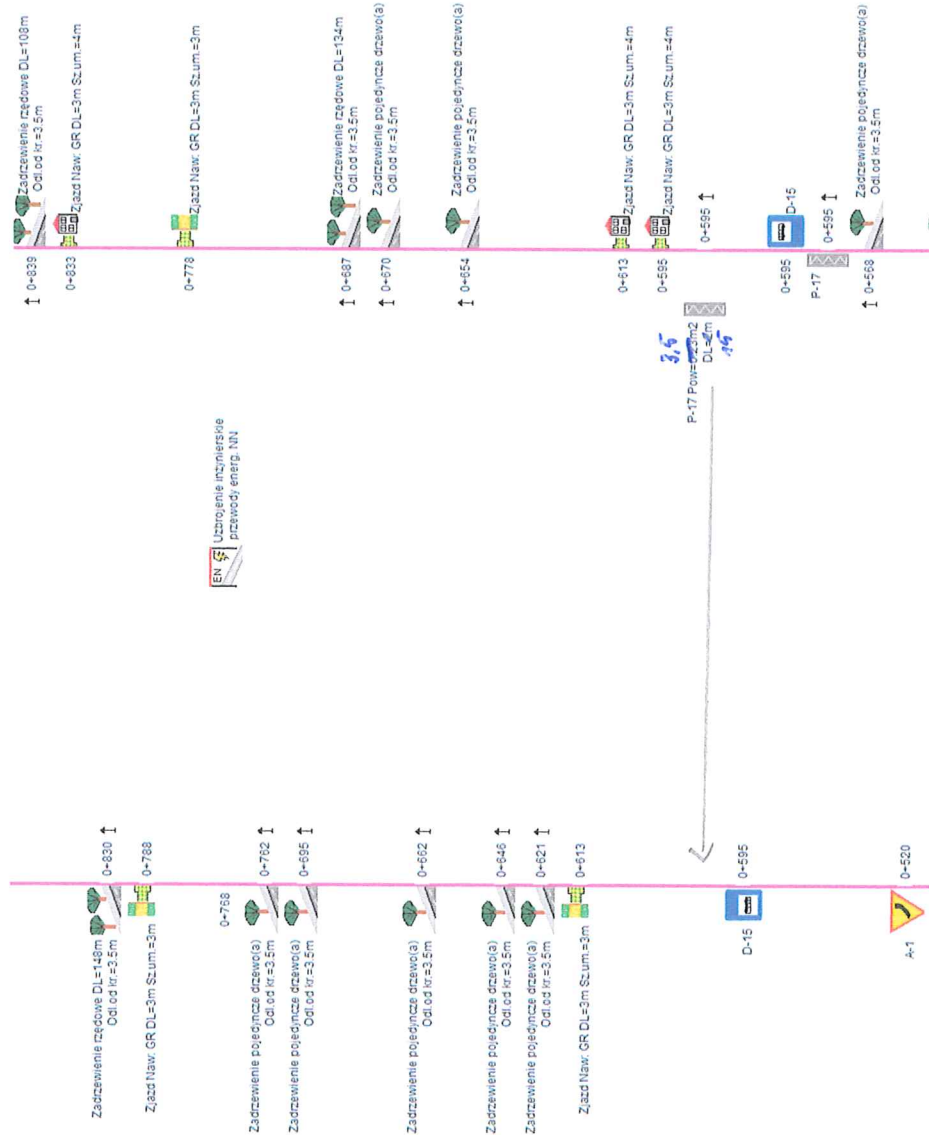 Zadrzewienie rzędowe DL=148m
Odl.od kr.=3.5m
0+830
Zjazd Naw: GR DL=3m Sz.um.=3m
0+788
0+768
Zadrzewienie pojedyncze drzewo(a)
Odl.od kr.=3.5m
0+762
Zadrzewienie pojedyncze drzewo(a)
Odl.od kr.=3.5m
0+695
Zadrzewienie pojedyncze drzewo(a)
Odl.od kr.=3.5m
0+662
Zadrzewienie pojedyncze drzewo(a)
Odl.od kr.=3.5m
0+646
Zadrzewienie pojedyncze drzewo(a)
Odl.od kr.=3.5m
0+621
Zjazd Naw: GR DL=3m Sz.um=3m
0+613
D-15
0+595
A-1
0+520
EN
Uzbrojenie inżynierskie
przewody energ. NN
3,5
P-17 Pow=0.23m2
DL= m
15
0+839
Zadrzewienie rzędowe DL=108m
Odl.od kr.=3.5m
0+833
Zjazd Naw: GR DL=3m Sz.um.=4m
0+778
Zjazd Naw: GR DL=3m Sz.um.=3m
0+687
Zadrzewienie rzędowe DL=134m
Odl.od kr.=3.5m
0+670
Zadrzewienie pojedyncze drzewo(a)
Odl.od kr.=3.5m
0+654
Zadrzewienie pojedyncze drzewo(a)
Odl.od kr.=3.5m
0+613
Zjazd Naw: GR DL=3m Sz.um.=4m
0+595
Zjazd Naw: GR DL=3m Sz.um.=4m
0+595
0+595
D-15
P-17
0+595
0+568
Zadrzewienie pojedyncze drzewo(a)
Odl.od kr.=3.5m